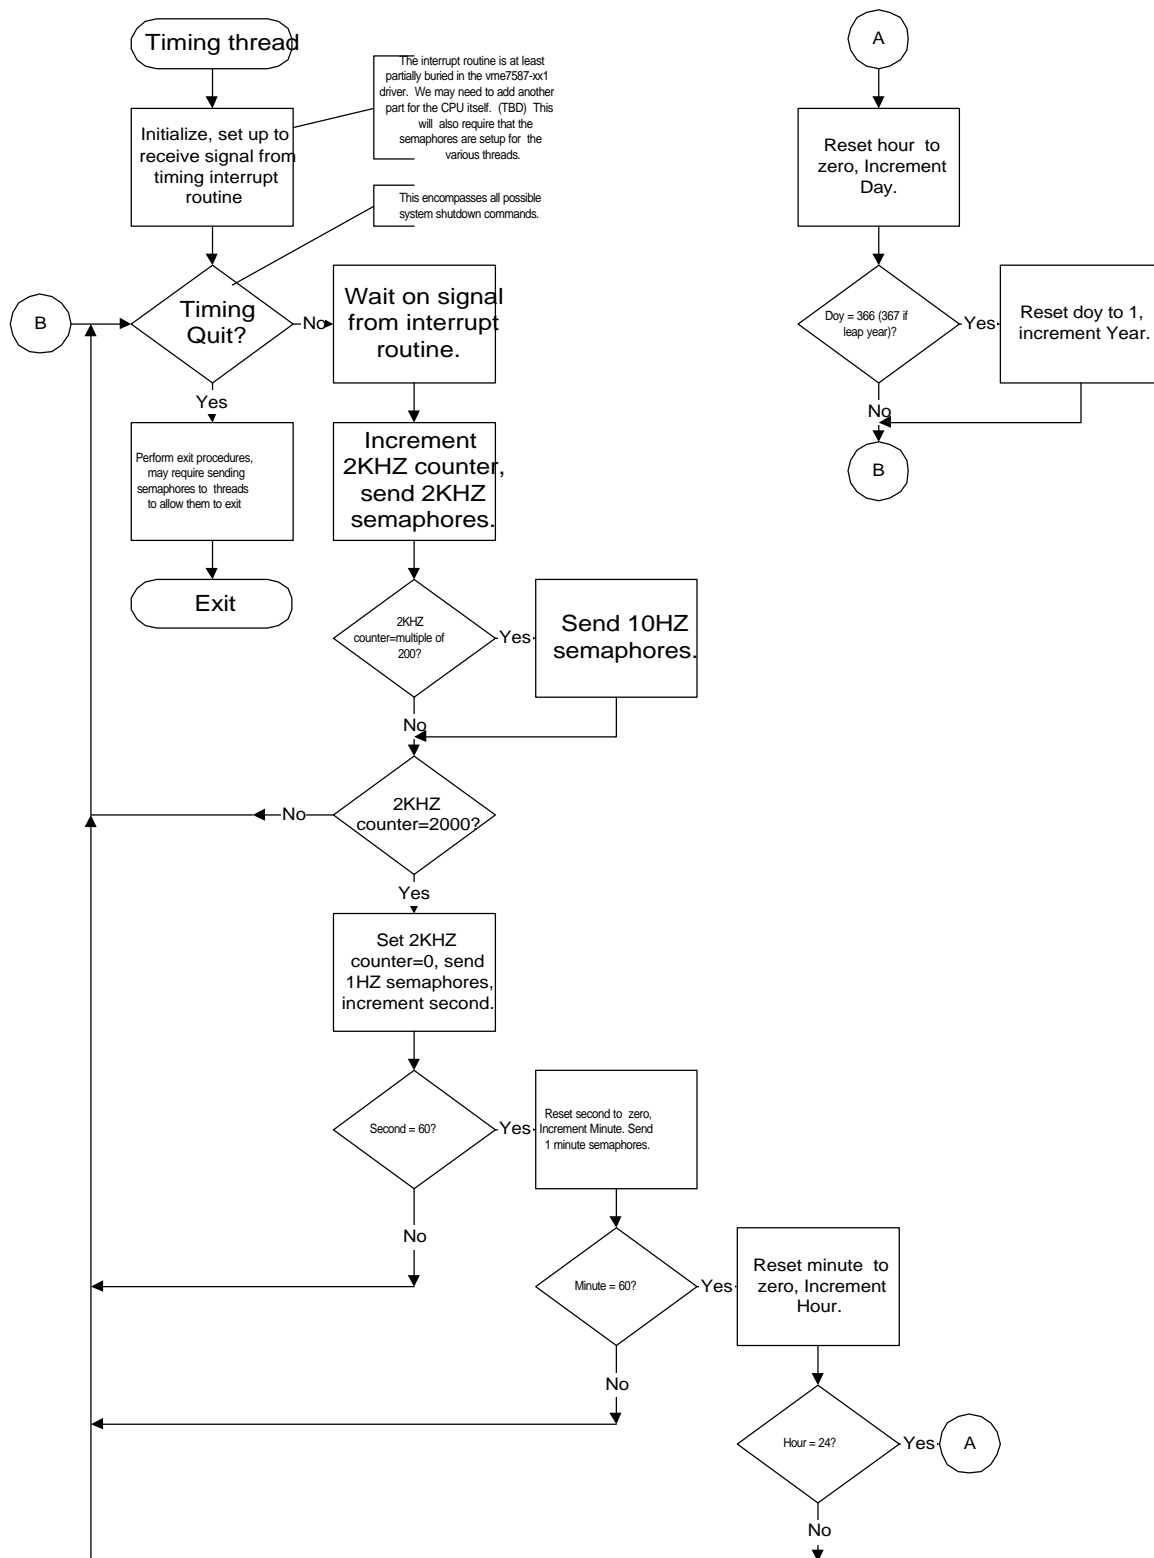 Timing thread
The interrupt routine is at least
partially buried in the vme7587-xx1
driver. We may need to add another
part for the CPU itself. (TBD) This
will also require that the
semaphores are setup for the
various threads.
Initialize, set up to
receive signal from
timing interrupt
routine
This encompasses all possible
system shutdown commands.
B
Timing
Quit?
No
Wait on signal
from interrupt
routine.
Yes
Perform exit procedures,
may require sending
semaphores to threads
to allow them to exit
Exit
Increment
2KHZ counter,
send 2KHZ
semaphores.
2KHZ
counter=multiple of
200?
Yes
Send 10HZ
semaphores.
No
2KHZ
counter=2000?
No
Yes
Set 2KHZ
counter=0, send
1HZ semaphores,
increment second.
Second = 60?
Yes
Reset second to zero,
Increment Minute. Send
1 minute semaphores.
No
Minute = 60?
Yes
Reset minute to
zero, Increment
Hour.
No
Hour = 24?
Yes
A
No
A
Reset hour to
zero, Increment
Day.
Doy = 366 (367 if
leap year)?
Yes
Reset doy to 1,
increment Year.
No
B